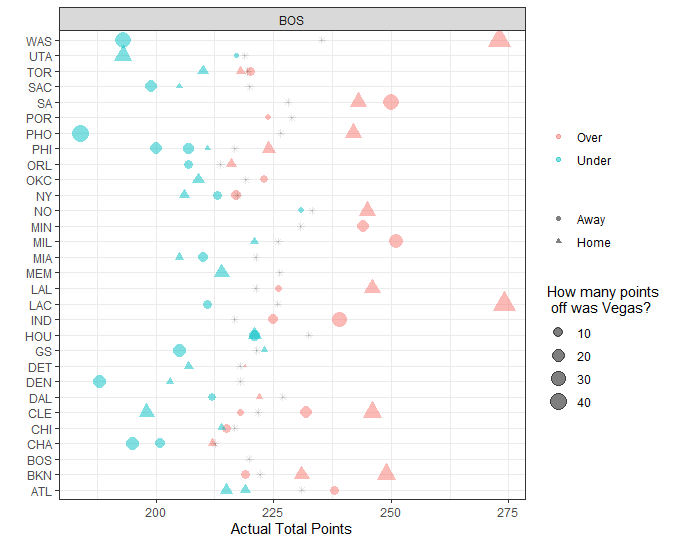 BOS
WAS
UTA
TOR
SAC
SA
POR
PHO
PHI
ORL
OKC
NY
NO
MIN
MIL
MIA
MEM
LAL
LAC
IND
HOU
GS
DET
DEN
DAL
CLE
CHI
CHA
BOS
BKN
ATL
200 225 250 275
Actual Total Points
Over
Under
Away
Home
How many points
off was Vegas?
10
20
30
40